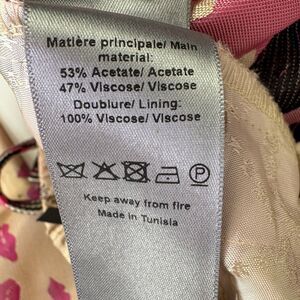 Matière principale/ Main
material:
53% Acetate/ Acetate
47% Viscose/ Viscose
Doublure/ Lining:
100% Viscose/ Viscose
P
Keep away from fire
Made in Tunisia